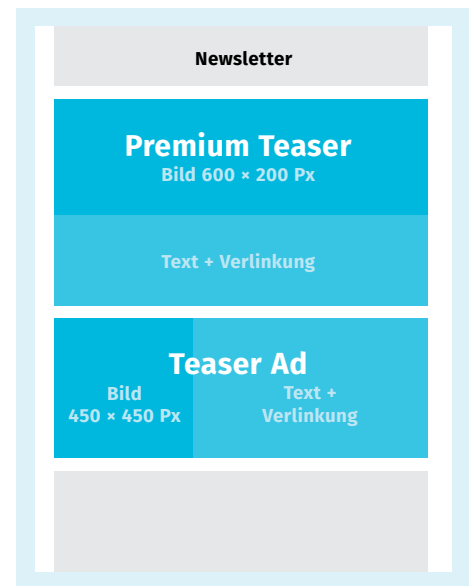 Newsletter
Premium Teaser
Bild 600 × 200 Px
Text + Verlinkung
Teaser Ad
Bild
450 × 450 Px
Text +
Verlinkung